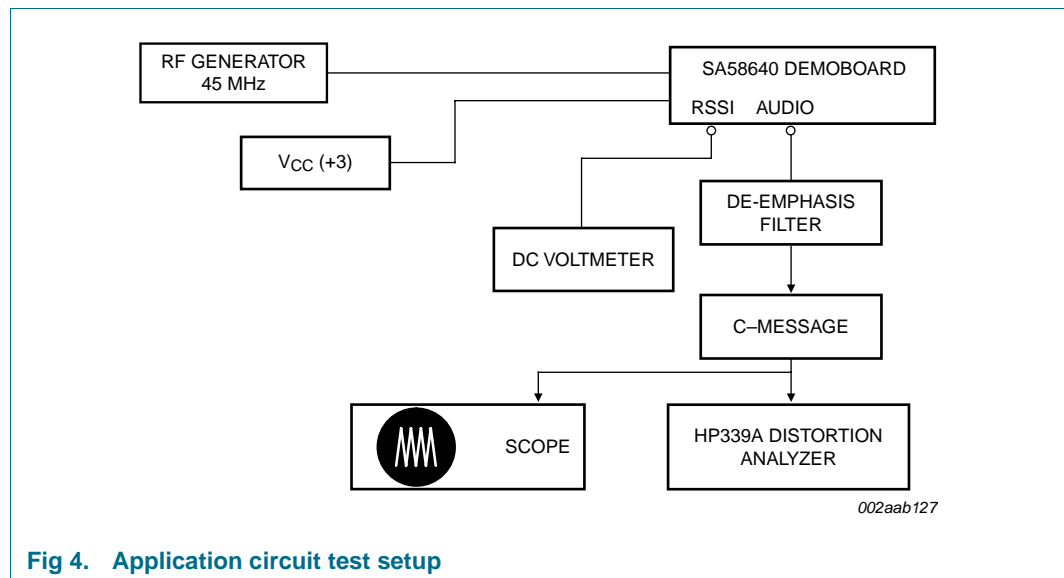 RF GENERATOR
45 MHz
SA58640 DEMOBOARD
RSSI AUDIO
VCC (+3)
DE-EMPHASIS
FILTER
DC VOLTMETER
C–MESSAGE
SCOPE
HP339A DISTORTION
ANALYZER
002aab127
Fig 4. Application circuit test setup